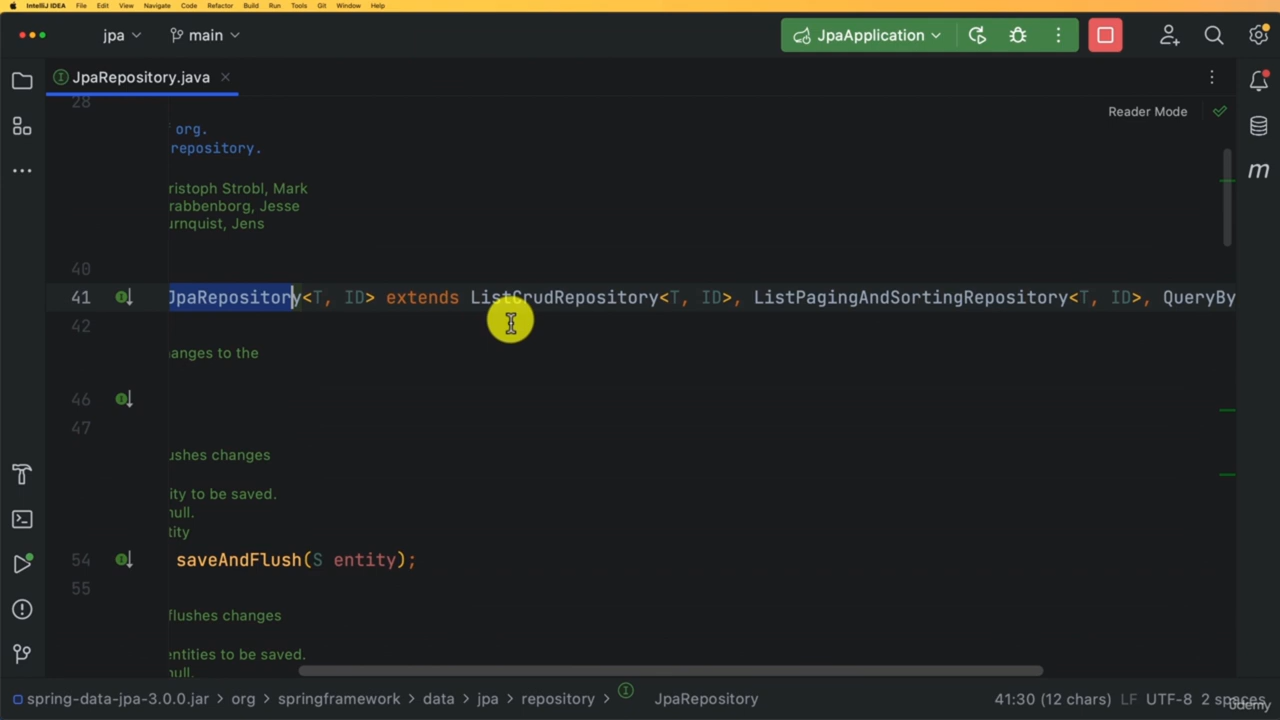 IntelliJ IDEA File Edit View Navigate Code Refactor Build Run Tools Git Window Help
jpa main JpaApplication
JpaRepository.java
28
Reader Mode
org.
repository.
ristoph Strobl, Mark
rabbenborg, Jesse
urnquist, Jens
40
41 JpaRepository<T, ID> extends ListCrudRepository<T, ID>, ListPagingAndSortingRepository<T, ID>, QueryBy
42
anges to the
46
47
ushes changes
ity to be saved.
null.
tity
54 saveAndFlush(S entity);
55
flushes changes
entities to be saved.
null.
spring-data-jpa-3.0.0.jar > org > springframework > data > jpa > repository > JpaRepository 41:30 (12 chars) LF UTF-8 2 spaces
udemy